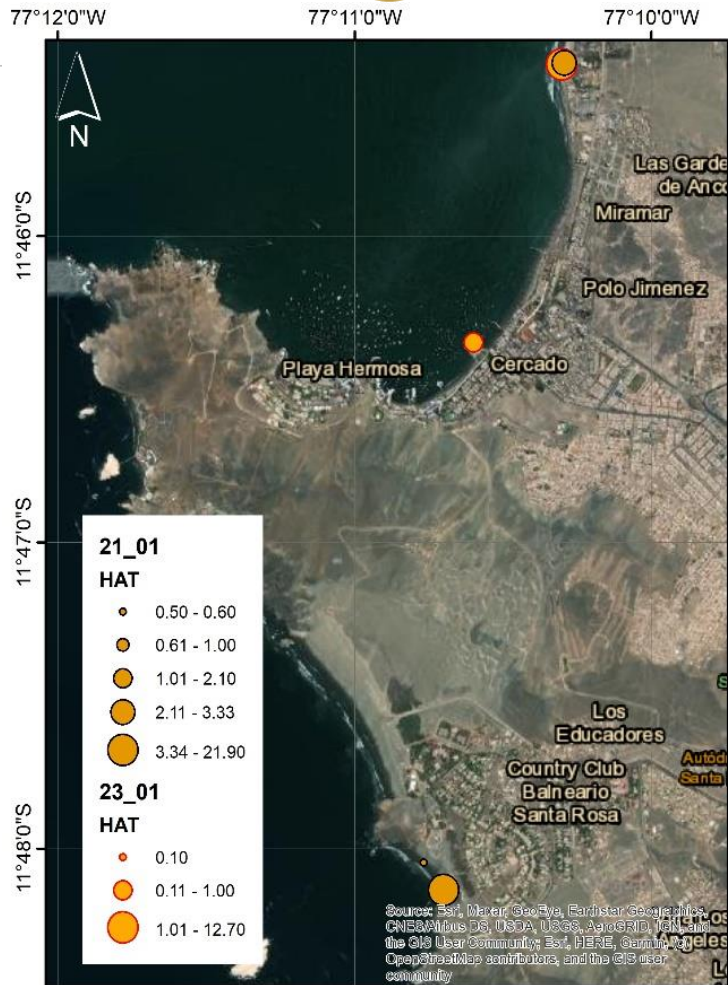 77°12'0"W 77°11'0"W 77°10'0"W
N
Las Garde
de Anco
Miramar
11°46'0"S
Polo Jimenez
Playa Hermosa
Cercado
11°47'0"S
21_01
HAT
0.50 - 0.60
0.61 - 1.00
1.01 - 2.10
2.11 - 3.33
3.34 - 21.90
23_01
HAT
0.10
0.11 - 1.00
1.01 - 12.70
S
Los
Educadores
Autód
Santa
Country Club
Balneario
Santa Rosa
11°48'0"S
Source: Esri, Maxar, GeoEye, Earthstar Geographics,
CNES/Airbus DS, USDA, USGS, AeroGRID, IGN, and
the GIS User Community; Esri, HERE, Garmin, (c)
OpenStreetMap contributors, and the GIS user
community
Angeles
L